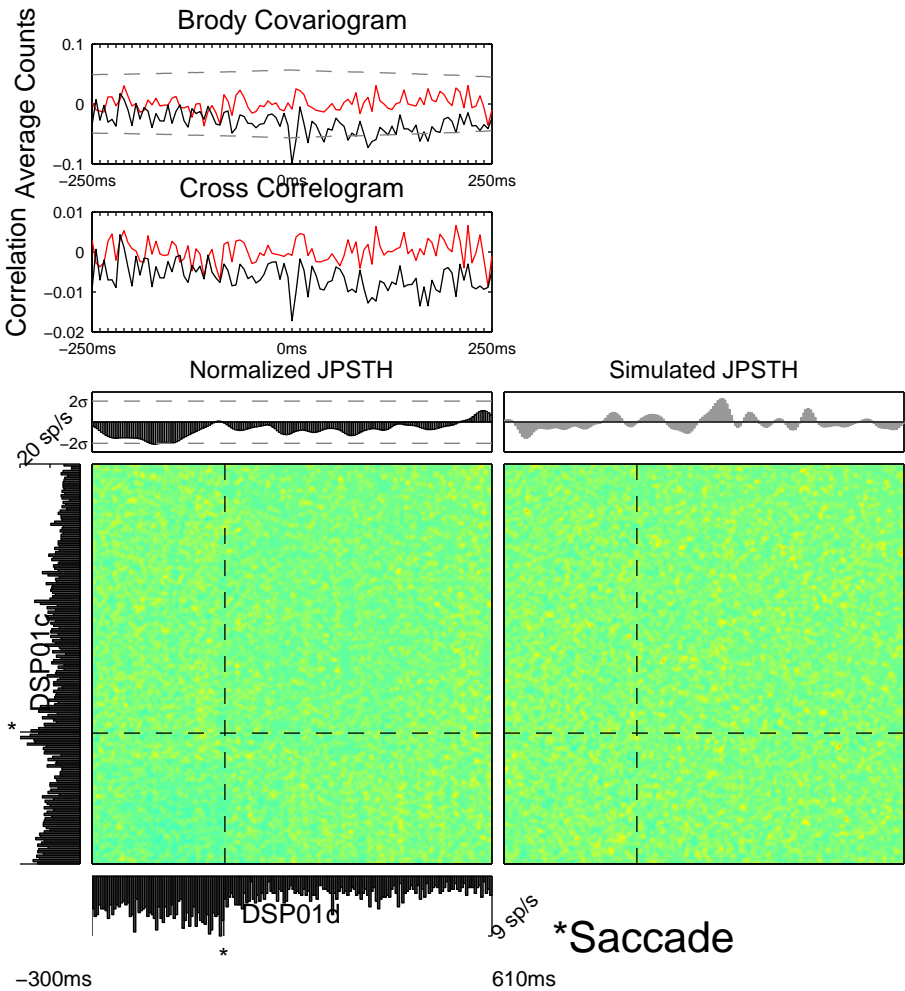 Brody Covariogram
Average Counts
0.1
0
−0.1
−250ms
0ms
250ms
Cross Correlogram
Correlation
0.01
0
−0.01
−0.02
−250ms
0ms
250ms
Normalized JPSTH
Simulated JPSTH
2σ
−2σ
20 sp/s
DSP01c
*
DSP01d
9 sp/s
*
*Saccade
−300ms
610ms